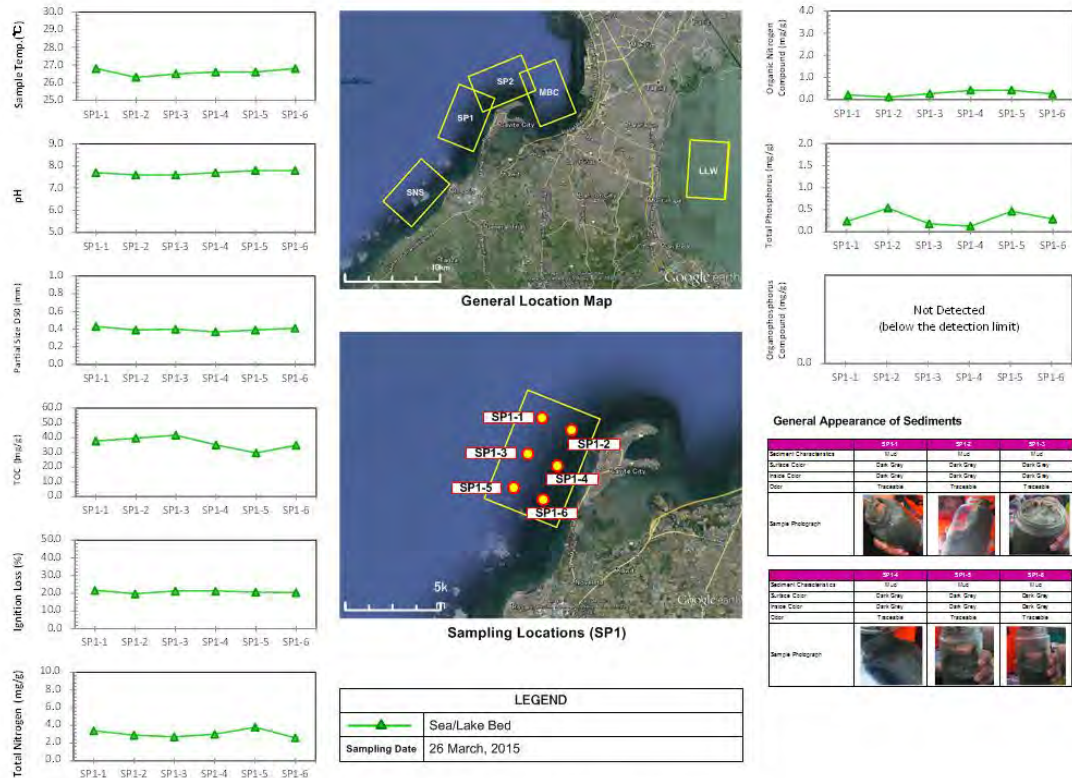 Sample Temp.(℃)
30.0
29.0
28.0
27.0
26.0
25.0
SP1-1 SP1-2 SP1-3 SP1-4 SP1-5 SP1-6
pH
9.0
8.0
7.0
6.0
5.0
SP1-1 SP1-2 SP1-3 SP1-4 SP1-5 SP1-6
Partial Size D50 (mm)
1.0
0.8
0.6
0.4
0.2
0.0
SP1-1 SP1-2 SP1-3 SP1-4 SP1-5 SP1-6
TOC (mg/g)
60.0
50.0
40.0
30.0
20.0
10.0
0.0
SP1-1 SP1-2 SP1-3 SP1-4 SP1-5 SP1-6
Ignition Loss (%)
50.0
40.0
30.0
20.0
10.0
0.0
SP1-1 SP1-2 SP1-3 SP1-4 SP1-5 SP1-6
Total Nitrogen (mg/g)
10.0
8.0
6.0
4.0
2.0
0.0
SP1-1 SP1-2 SP1-3 SP1-4 SP1-5 SP1-6
SP2
MBC
SP1
Cavite City
LLW
SNS
10km
Google earth
General Location Map
SP1-1
SP1-2
SP1-3
Cavite City
SP1-4
SP1-5
SP1-6
5k
m
Google earth
Sampling Locations (SP1)
LEGEND
Sea/Lake Bed
Sampling Date 26 March, 2015
Organic Nitrogen
Compound (mg/g)
4.0
3.0
2.0
1.0
0.0
SP1-1 SP1-2 SP1-3 SP1-4 SP1-5 SP1-6
Total Phosphorus (mg/g)
2.0
1.5
1.0
0.5
0.0
SP1-1 SP1-2 SP1-3 SP1-4 SP1-5 SP1-6
Organophosphorus
Compound (mg/g)
Not Detected
(below the detection limit)
0.0
SP1-1 SP1-2 SP1-3 SP1-4 SP1-5 SP1-6
General Appearance of Sediments
SP1-1 SP1-2 SP1-3
Sediment Characteristics Mud Mud Mud
Surface Color Dark Grey Dark Grey Dark Grey
Inside Color Dark Grey Dark Grey Dark Grey
Odor Traceable Traceable Traceable
Sample Photograph
SP1-4 SP1-5 SP1-6
Sediment Characteristics Mud Mud Mud
Surface Color Dark Grey Dark Grey Dark Grey
Inside Color Dark Grey Dark Grey Dark Grey
Odor Traceable Traceable Traceable
Sample Photograph